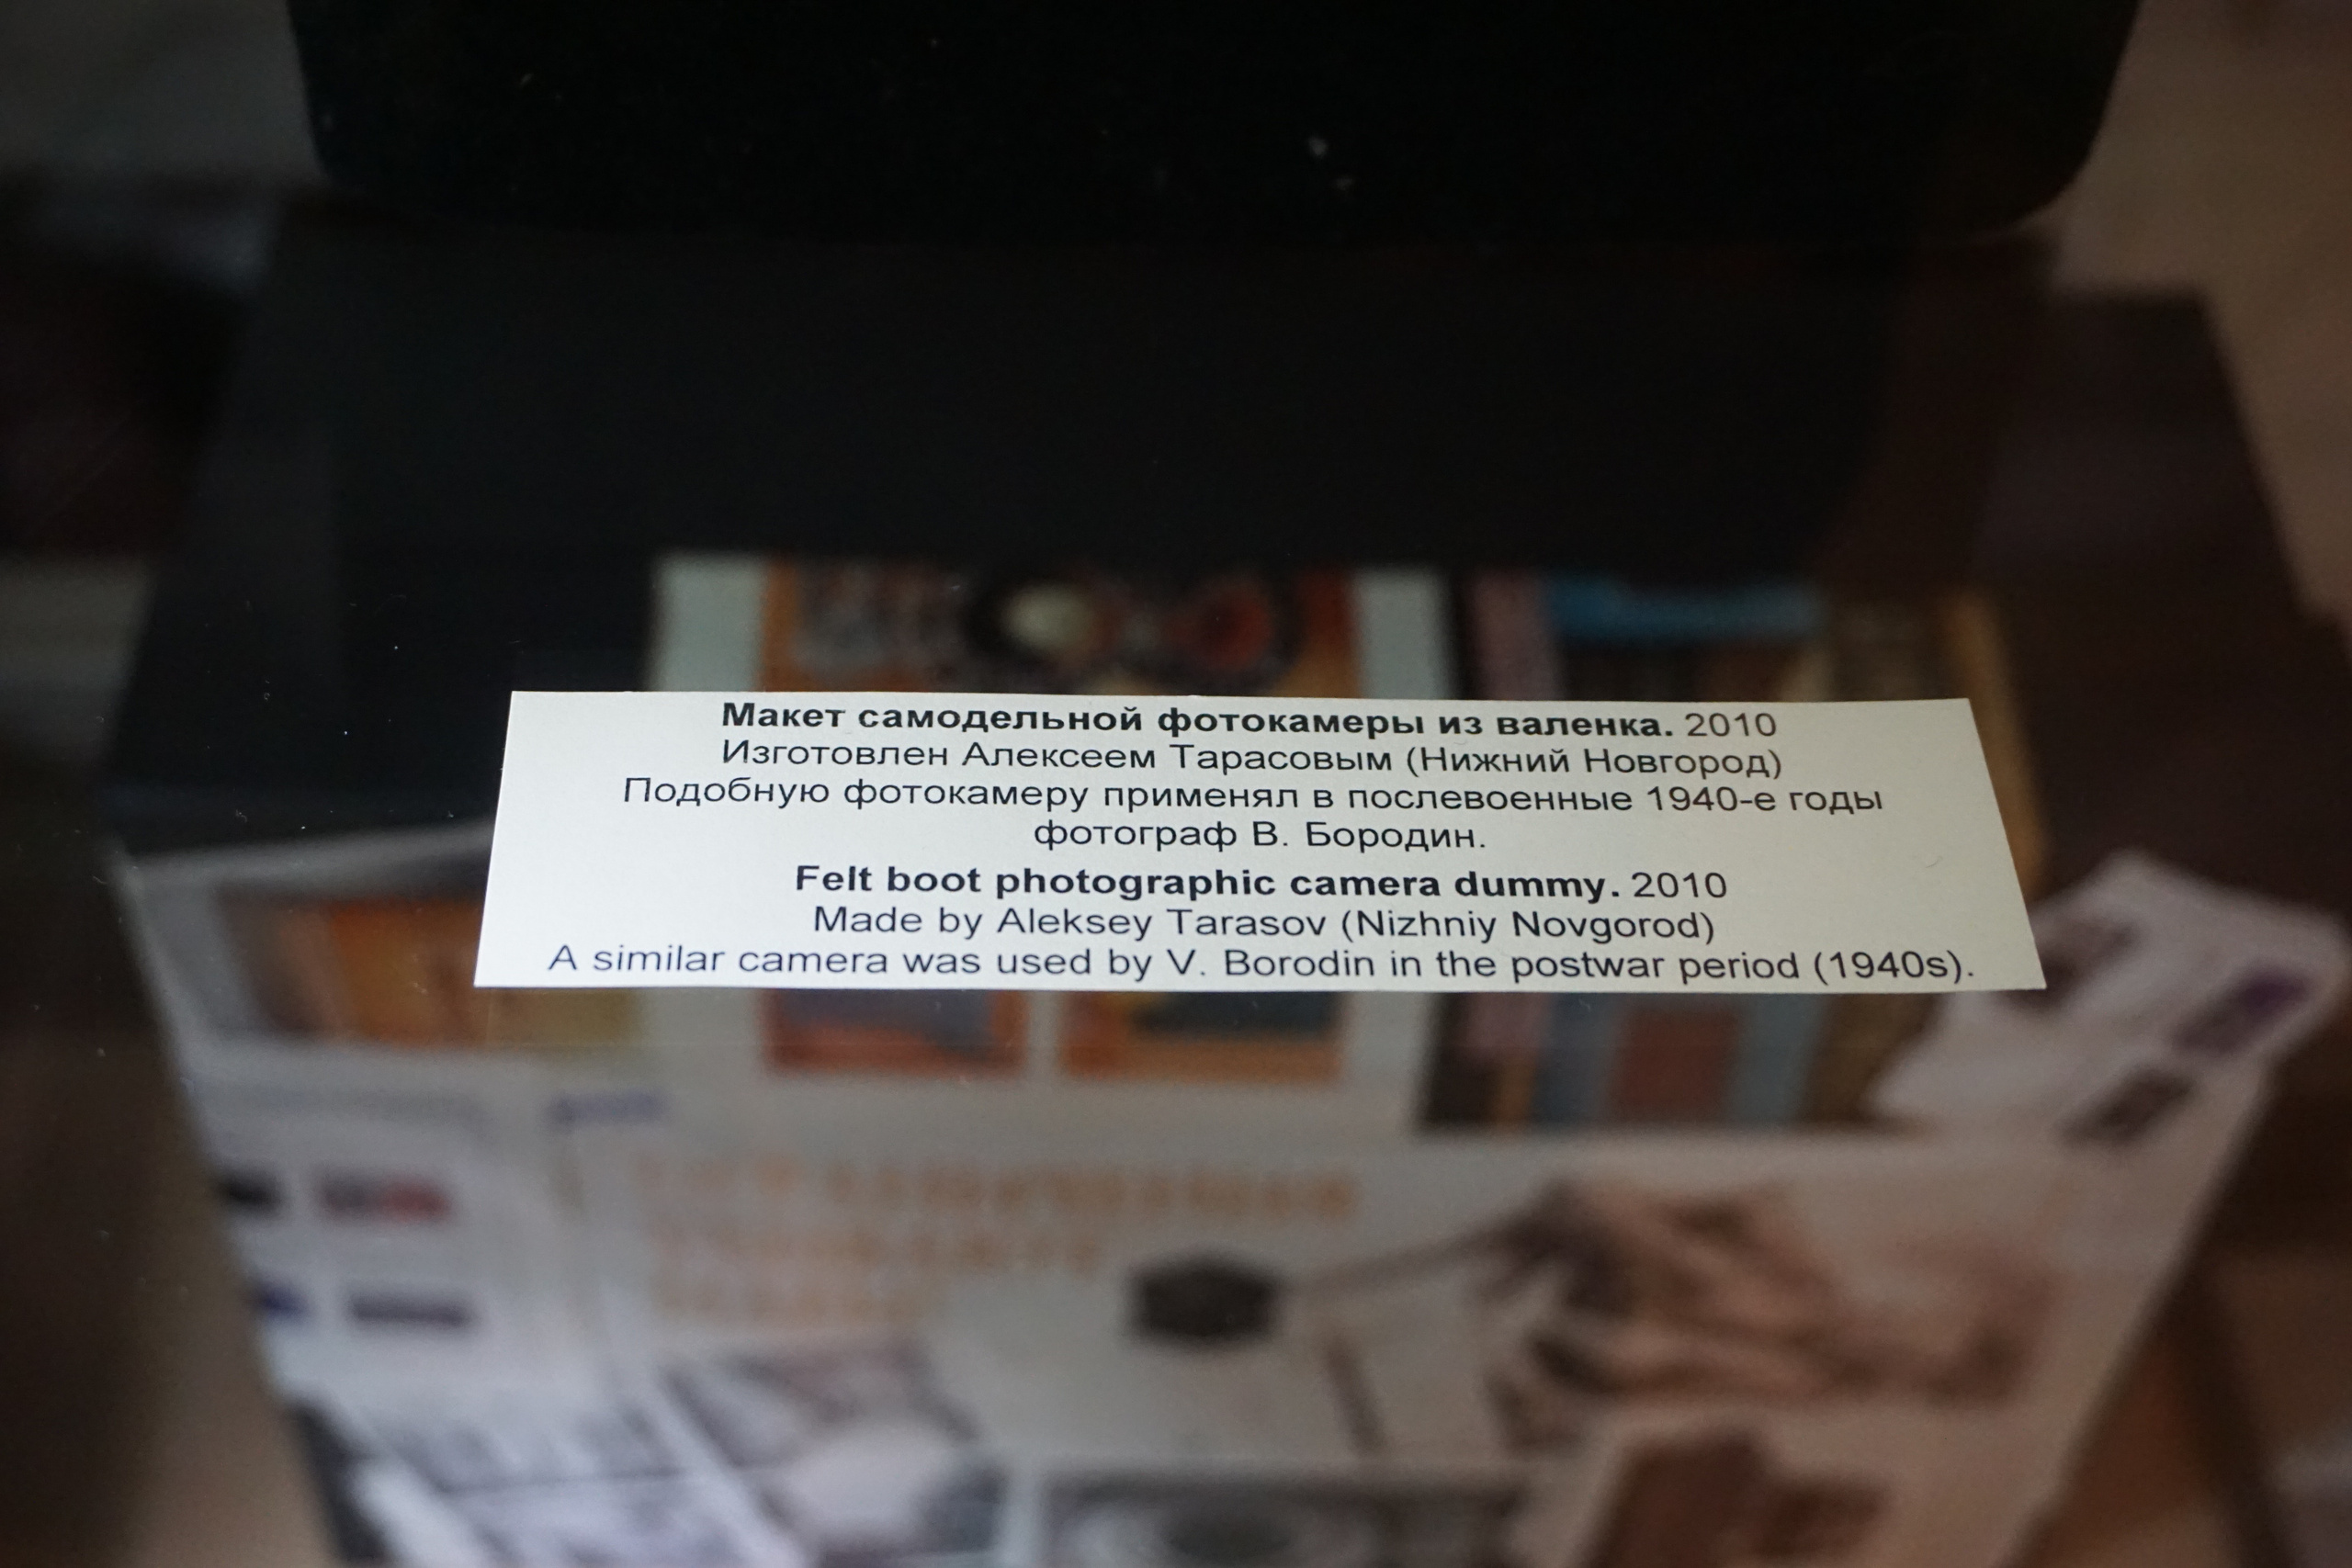 Макет самодельной фотокамеры из валенка. 2010
Изготовлен Алексеем Тарасовым (Нижний Новгород)
Подобную фотокамеру применял в послевоенные 1940-е годы
фотограф В. Бородин.
Felt boot photographic camera dummy. 2010
Made by Aleksey Tarasov (Nizhniy Novgorod)
A similar camera was used by V. Borodin in the postwar period (1940s).